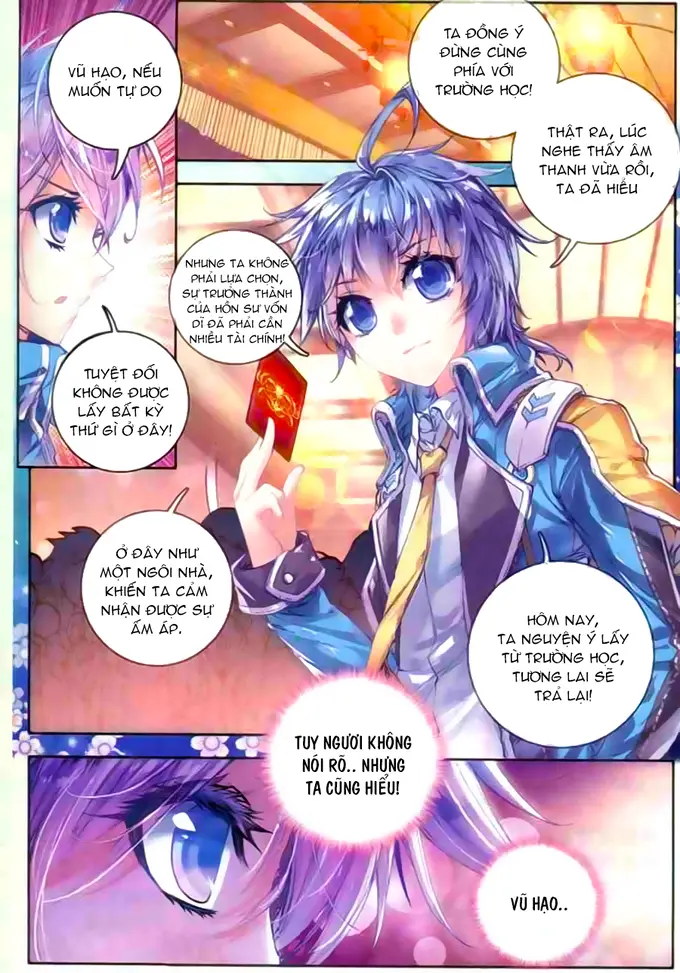 VŨ HẠO, NẾU
MUỐN TỰ DO
TUYỆT ĐỐI
KHÔNG ĐƯỢC
LẤY BẤT KỲ
THỨ GÌ Ở ĐÂY!
TA ĐỒNG Ý
ĐỨNG CÙNG
PHÍA VỚI
TRƯỜNG HỌC!
THẬT RA, LÚC
NGHE THẤY ÂM
THANH VỪA RỒI,
TA ĐÃ HIỂU
NHƯNG TA KHÔNG
PHẢI LỰA CHỌN,
SỰ TRƯỞNG THÀNH
CỦA HỒN SƯ VỐN
DĨ ĐÃ PHẢI CẦN
NHIỀU TÀI CHÍNH!
Ở ĐÂY NHƯ
MỘT NGÔI NHÀ,
KHIẾN TA CẢM
NHẬN ĐƯỢC SỰ
ẤM ÁP.
HÔM NAY,
TA NGUYỆN Ý LẤY
TỪ TRƯỜNG HỌC,
TƯƠNG LAI SẼ
TRẢ LẠI!
TUY NGƯƠI KHÔNG
NÓI RÕ.. NHƯNG
TA CŨNG HIỂU!
VŨ HẠO..